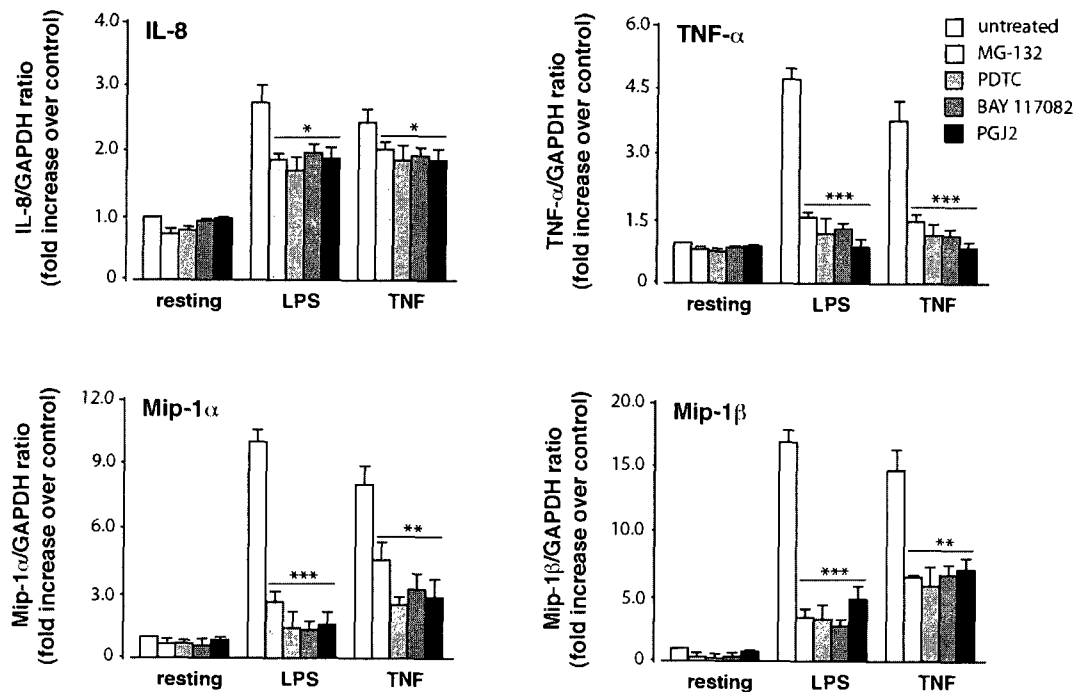 IL-8
IL-8/GAPDH ratio
(fold increase over control)
4.0
3.0
2.0
1.0
0
*
*
resting
LPS
TNF
TNF-α
TNF-α/GAPDH ratio
(fold increase over control)
6.0
4.5
3.0
1.5
0
***
***
resting
LPS
TNF
untreated
MG-132
PDTC
BAY 117082
PGJ2
Mip-1α
Mip-1α/GAPDH ratio
(fold increase over control)
12.0
9.0
6.0
3.0
0
***
**
resting
LPS
TNF
Mip-1β
Mip-1β/GAPDH ratio
(fold increase over control)
20.0
15.0
10.0
5.0
0
***
**
resting
LPS
TNF